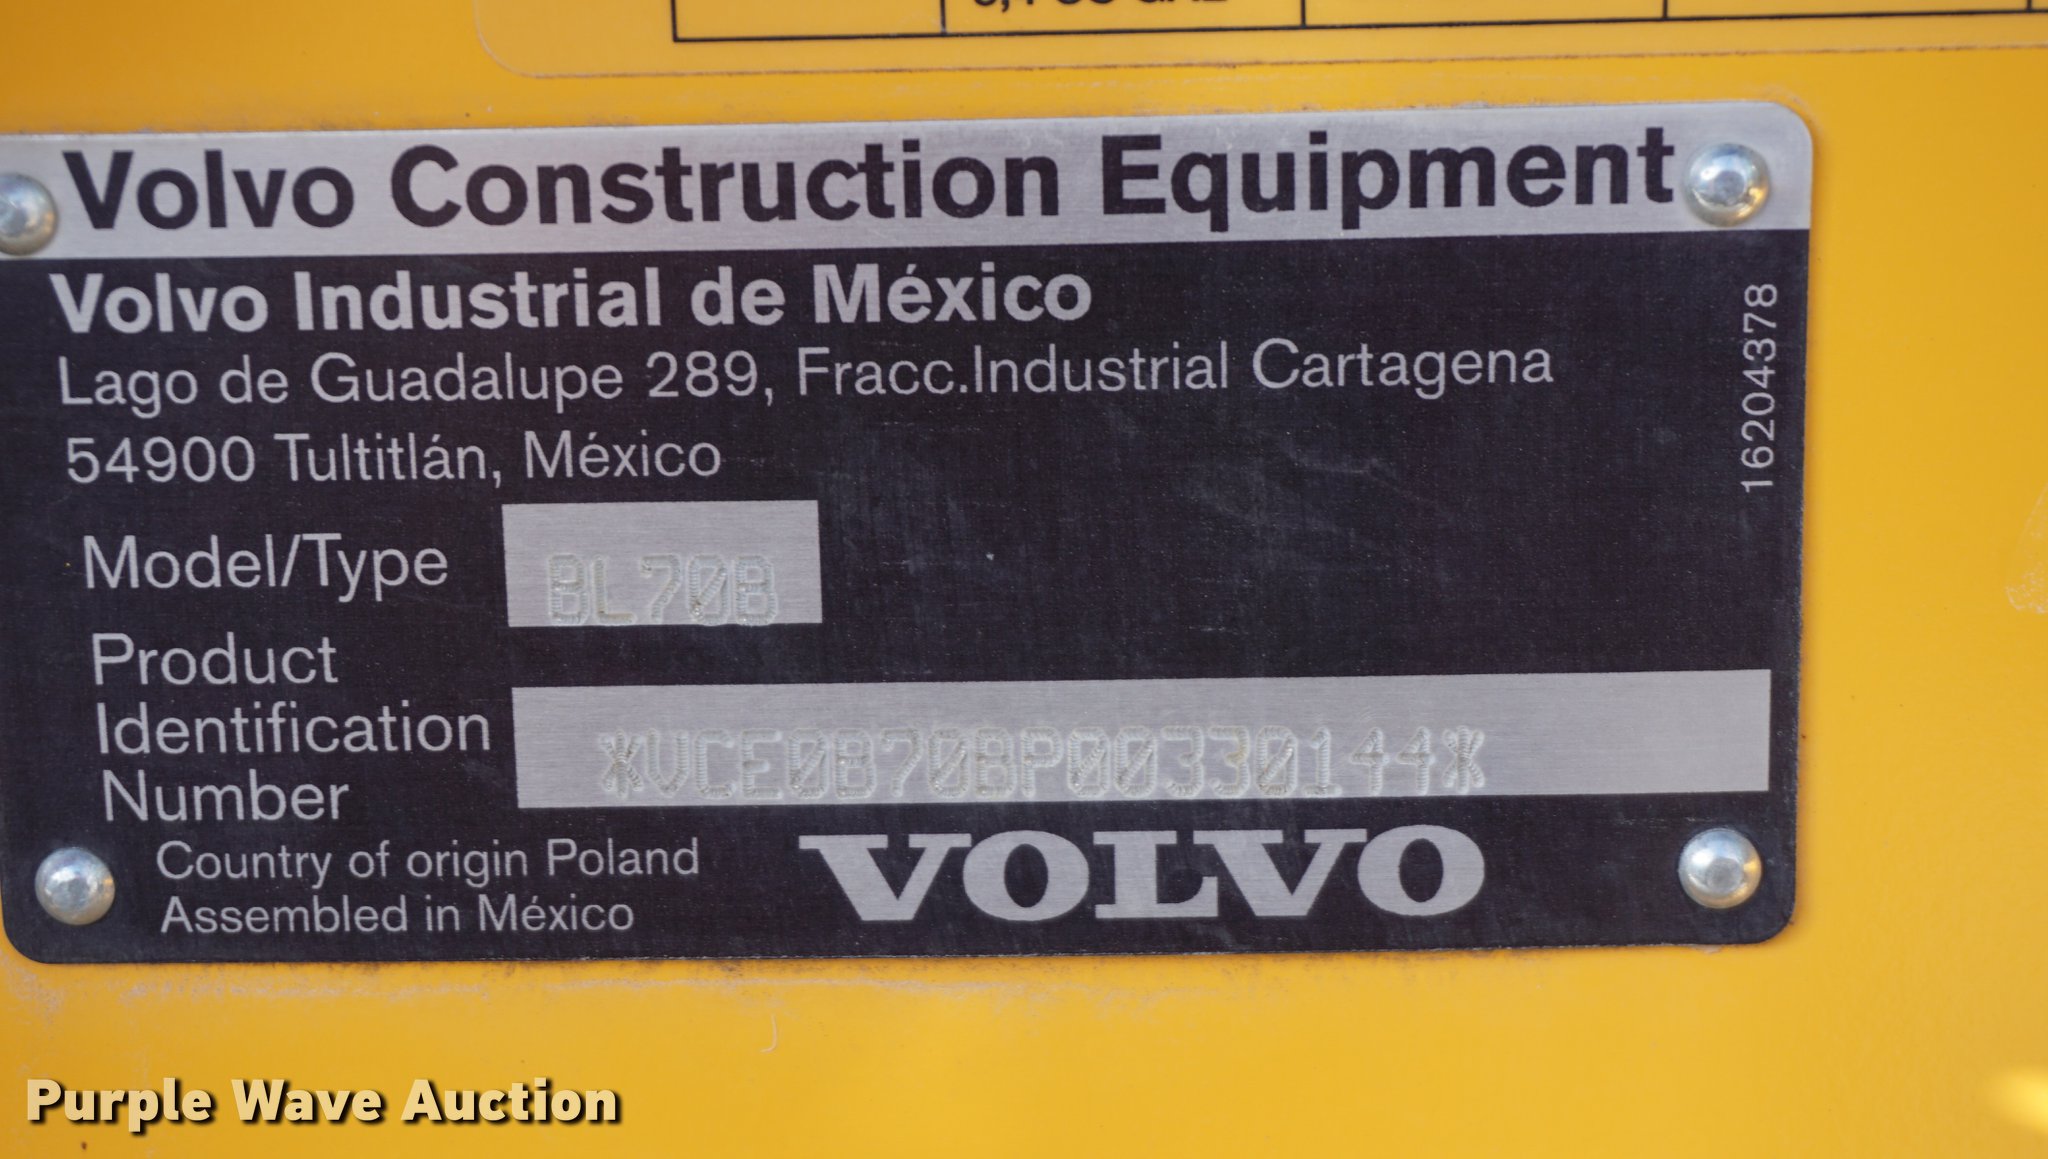 Volvo Construction Equipment
Volvo Industrial de México
Lago de Guadalupe 289, Fracc.Industrial Cartagena
54900 Tultitlán, México
16204378
Model/Type BL70B
Product
Identification
Number *VCE0B70BP00330144*
Country of origin Poland
Assembled in México
VOLVO
Purple Wave Auction